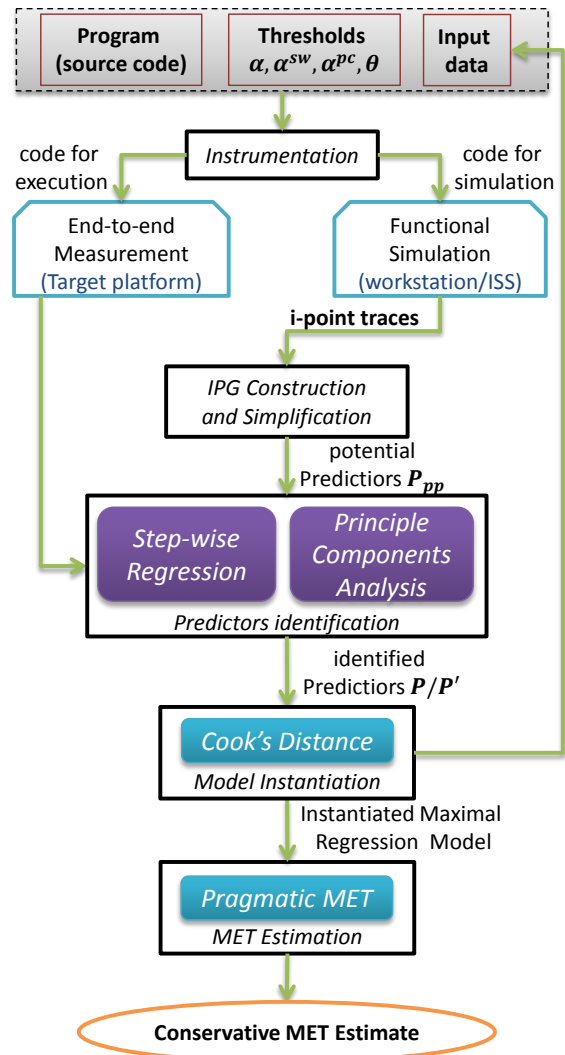 Program
(source code)
Thresholds
α, α^sw, α^pc, θ
Input
data
Instrumentation
code for
execution
code for
simulation
End-to-end
Measurement
(Target platform)
Functional
Simulation
(workstation/ISS)
i-point traces
IPG Construction
and Simplification
potential
Predictiors P_pp
Step-wise
Regression
Principle
Components
Analysis
Predictors identification
identified
Predictiors P/P′
Cook's Distance
Model Instantiation
Instantiated Maximal
Regression Model
Pragmatic MET
MET Estimation
Conservative MET Estimate